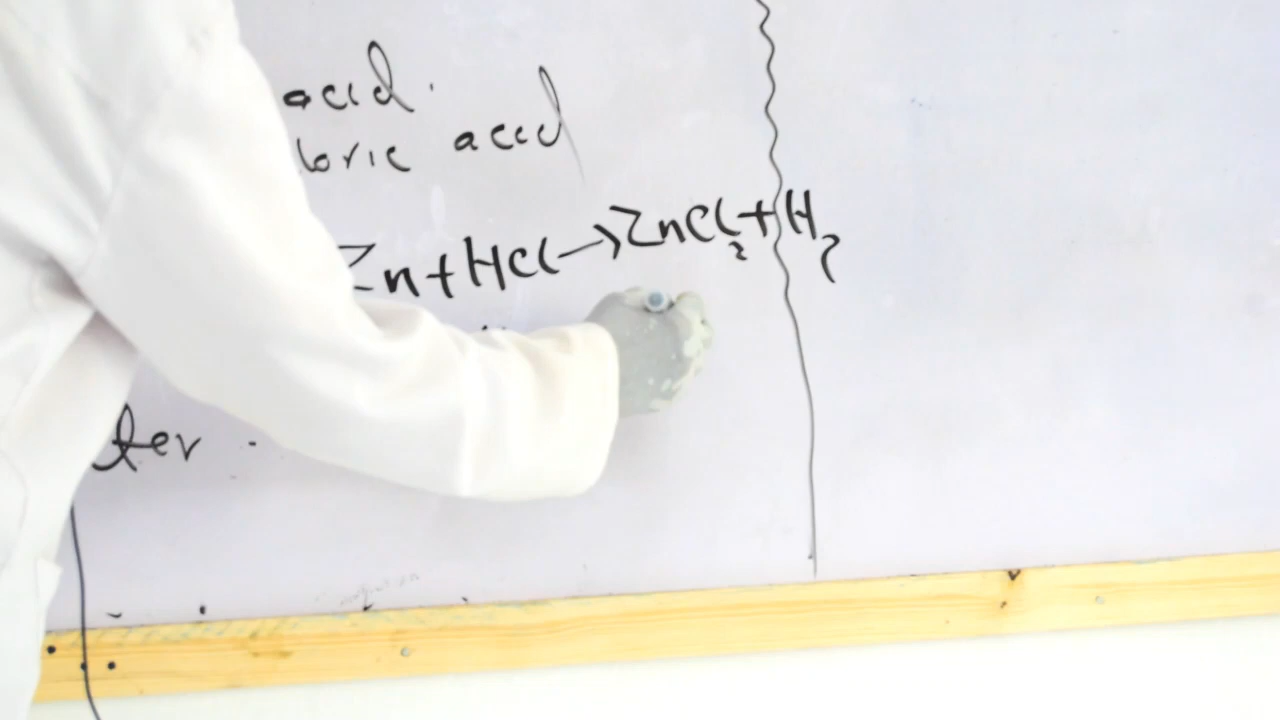 acid.
loric acid
Zn+HCl→ZnCl₂+H₂
ter.